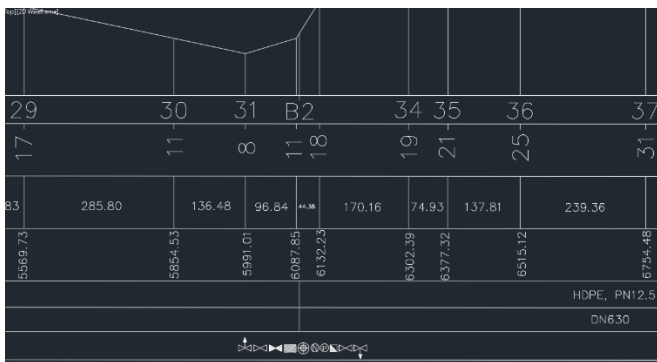 Top][2D Wireframe]
29 30 31 B2 34 35 36 37
17 11 8 11 18 19 21 25 31
83 285.80 136.48 96.84 44.38 170.16 74.93 137.81 239.36
5569.73 5854.53 5991.01 6087.85 6132.23 6302.39 6377.32 6515.12 6754.48
HDPE, PN12.5
DN630